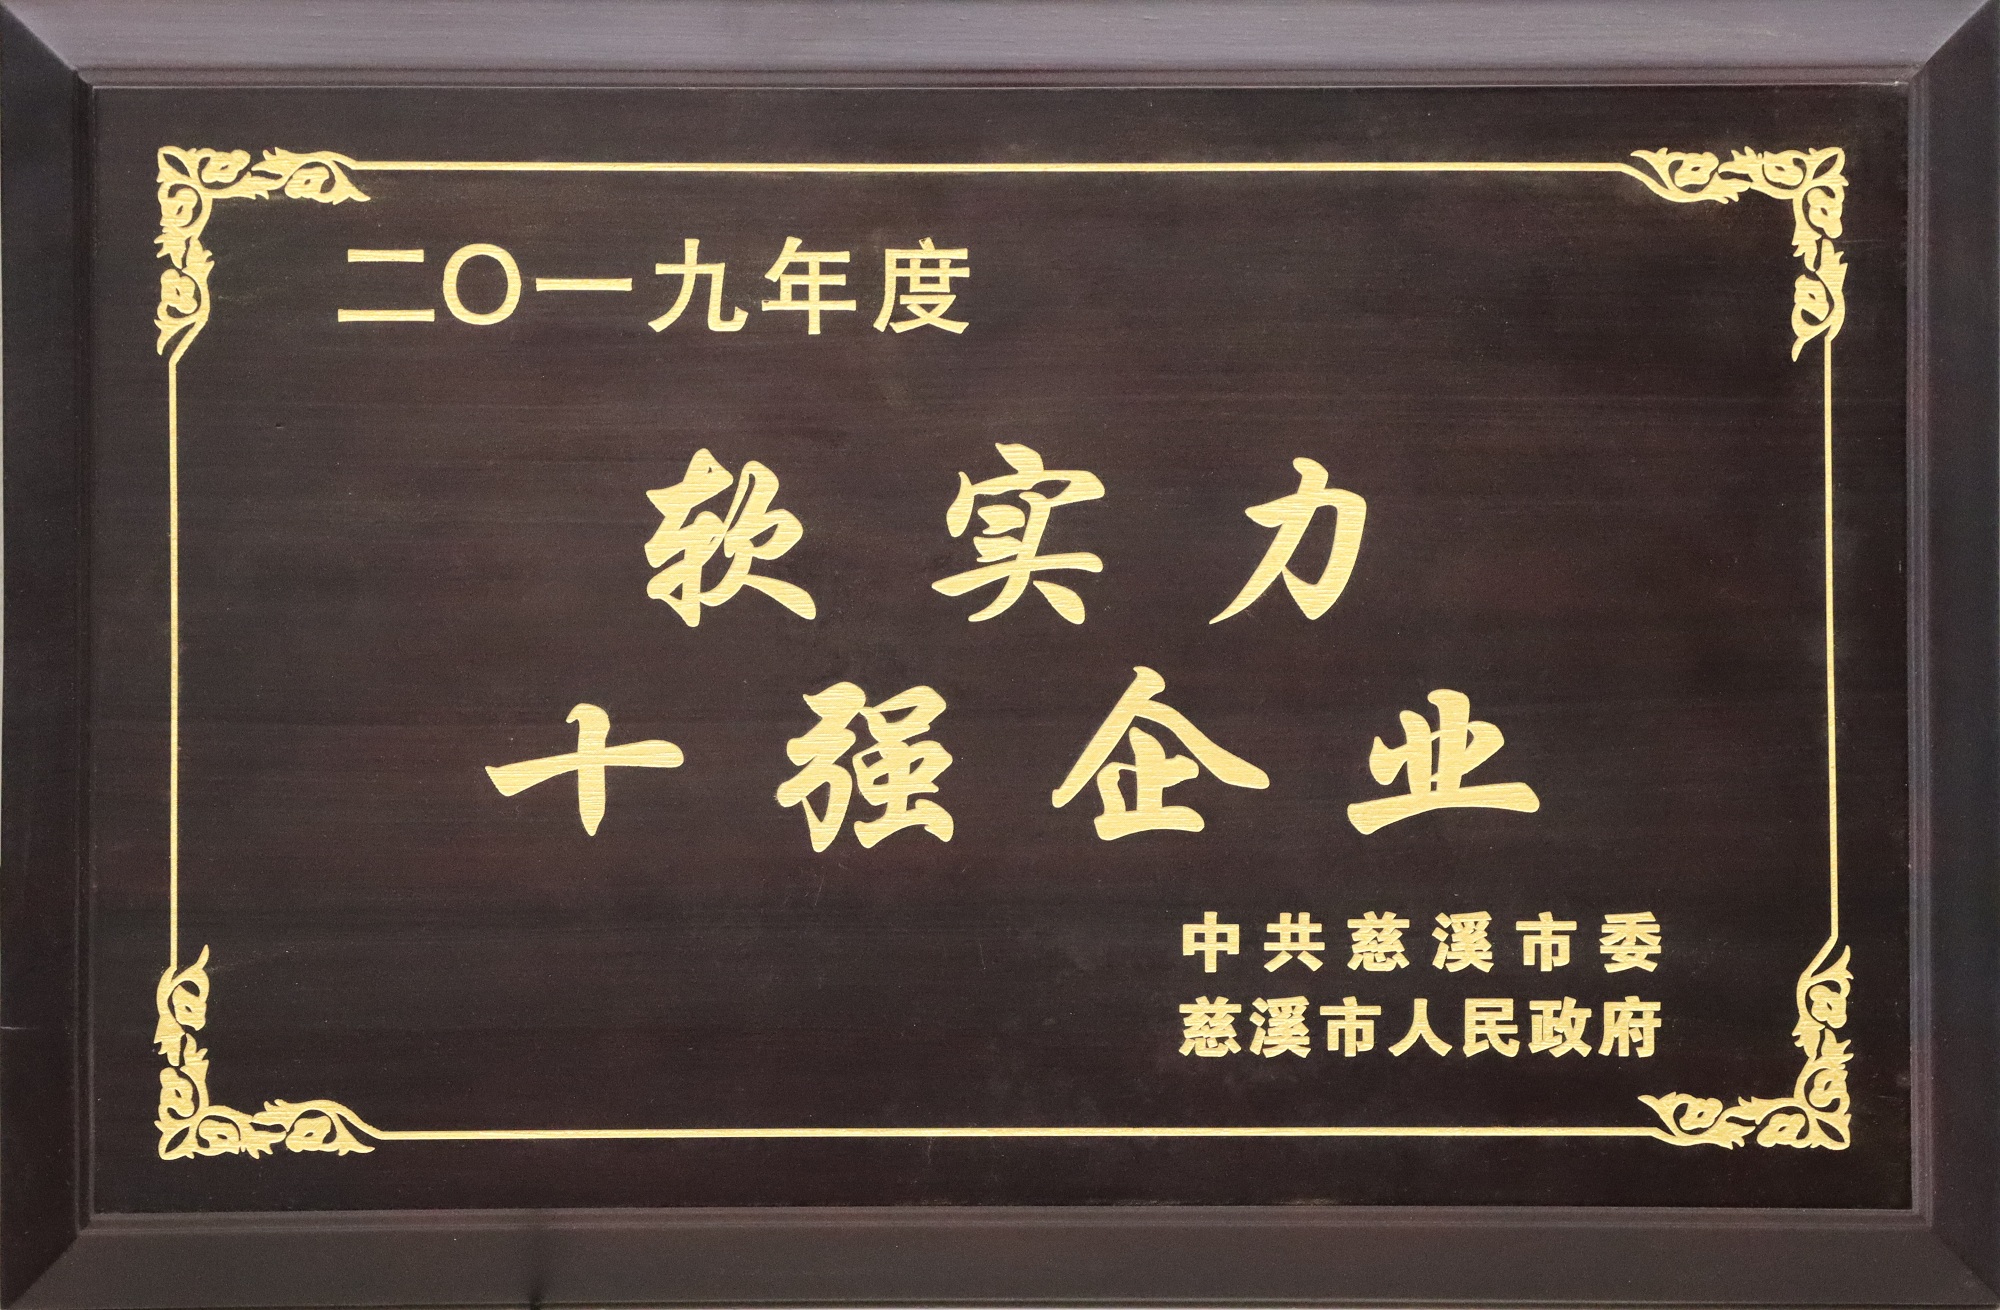 二〇一九年度
软实力
十强企业
中共慈溪市委
慈溪市人民政府